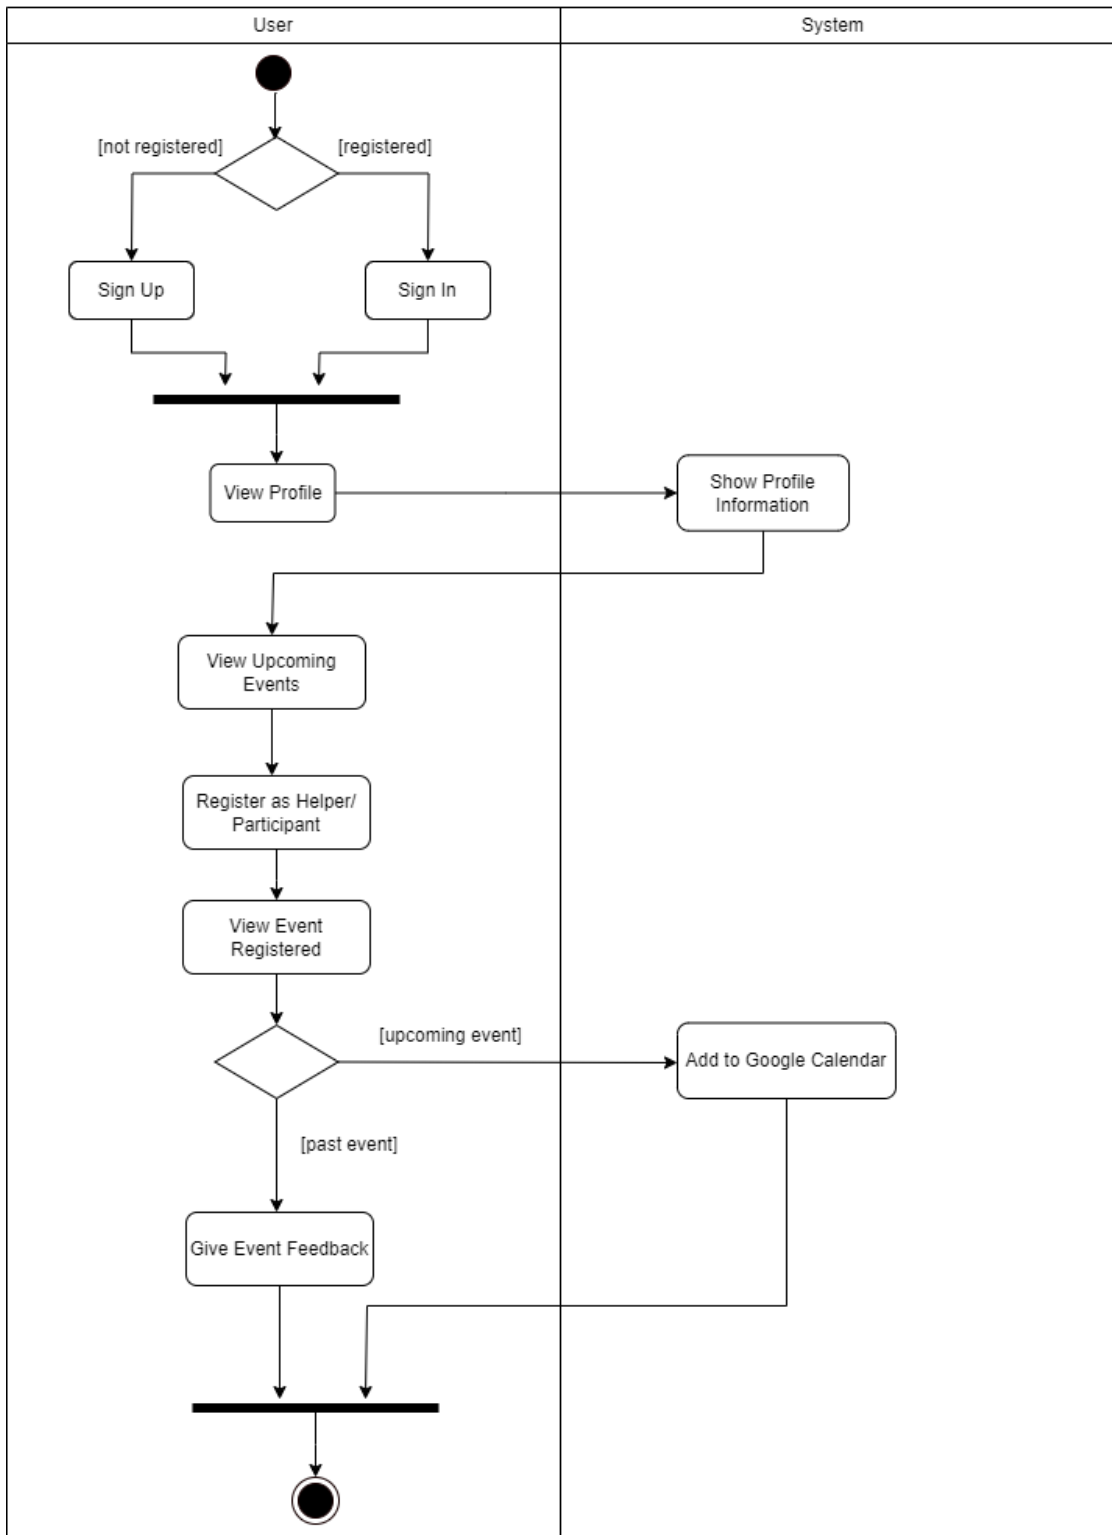 User
System
[not registered]
[registered]
Sign Up
Sign In
View Profile
Show Profile
Information
View Upcoming
Events
Register as Helper/
Participant
View Event
Registered
[upcoming event]
Add to Google Calendar
[past event]
Give Event Feedback